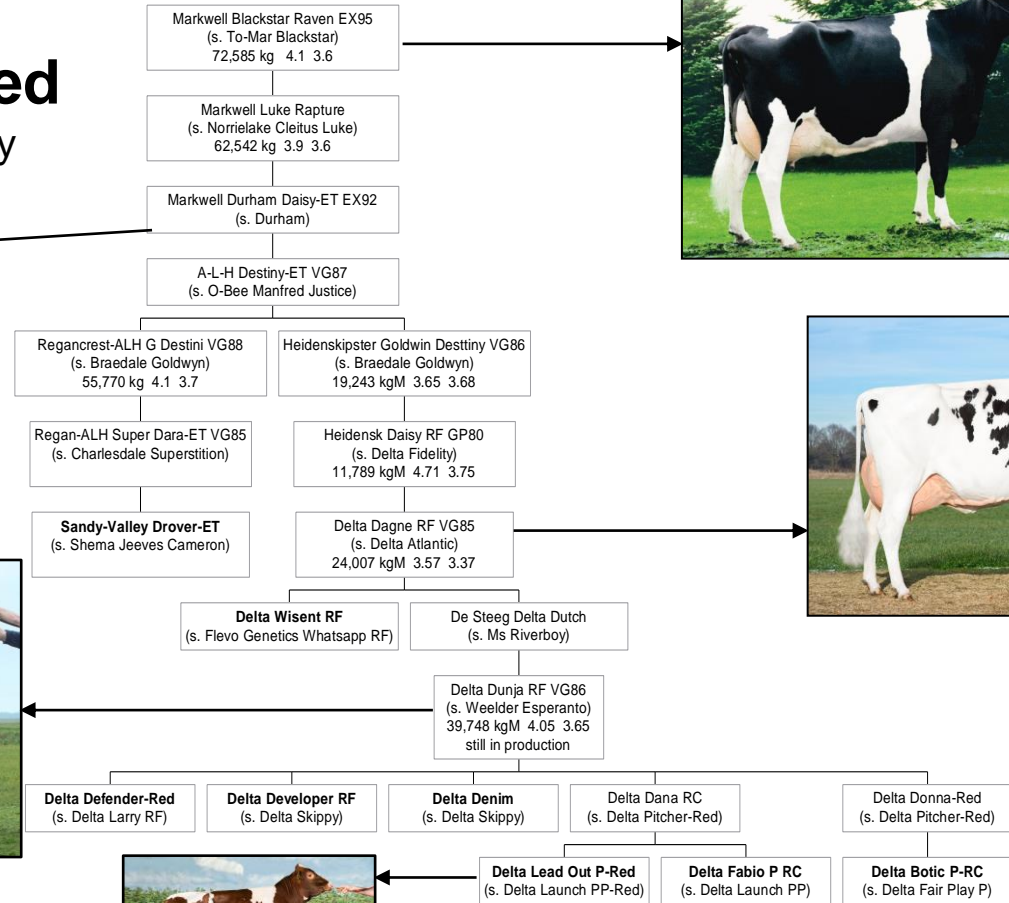 Markwell Blackstar Raven EX95
(s. To-Mar Blackstar)
72,585 kg 4.1 3.6
ed
y
Markwell Luke Rapture
(s. Norrielake Cleitus Luke)
62,542 kg 3.9 3.6
Markwell Durham Daisy-ET EX92
(s. Durham)
A-L-H Destiny-ET VG87
(s. O-Bee Manfred Justice)
Regancrest-ALH G Destini VG88
(s. Braedale Goldwyn)
55,770 kg 4.1 3.7
Heidenskipster Goldwin Desttiny VG86
(s. Braedale Goldwyn)
19,243 kgM 3.65 3.68
Regan-ALH Super Dara-ET VG85
(s. Charlesdale Superstition)
Heidensk Daisy RF GP80
(s. Delta Fidelity)
11,789 kgM 4.71 3.75
Sandy-Valley Drover-ET
(s. Shema Jeeves Cameron)
Delta Dagne RF VG85
(s. Delta Atlantic)
24,007 kgM 3.57 3.37
Delta Wisent RF
(s. Flevo Genetics Whatsapp RF)
De Steeg Delta Dutch
(s. Ms Riverboy)
Delta Dunja RF VG86
(s. Weelder Esperanto)
39,748 kgM 4.05 3.65
still in production
Delta Defender-Red
(s. Delta Larry RF)
Delta Developer RF
(s. Delta Skippy)
Delta Denim
(s. Delta Skippy)
Delta Dana RC
(s. Delta Pitcher-Red)
Delta Donna-Red
(s. Delta Pitcher-Red)
Delta Lead Out P-Red
(s. Delta Launch PP-Red)
Delta Fabio P RC
(s. Delta Launch PP)
Delta Botic P-RC
(s. Delta Fair Play P)